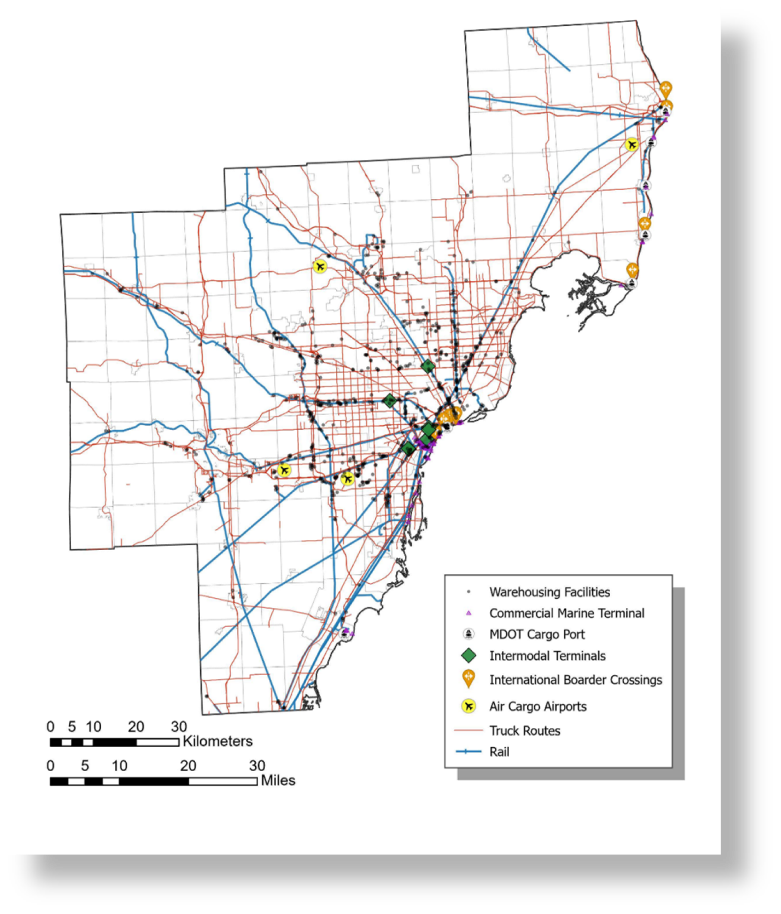 Warehousing Facilities
Commercial Marine Terminal
MDOT Cargo Port
Intermodal Terminals
International Boarder Crossings
Air Cargo Airports
Truck Routes
Rail
0 5 10 20 30
Kilometers
0 5 10 20 30
Miles